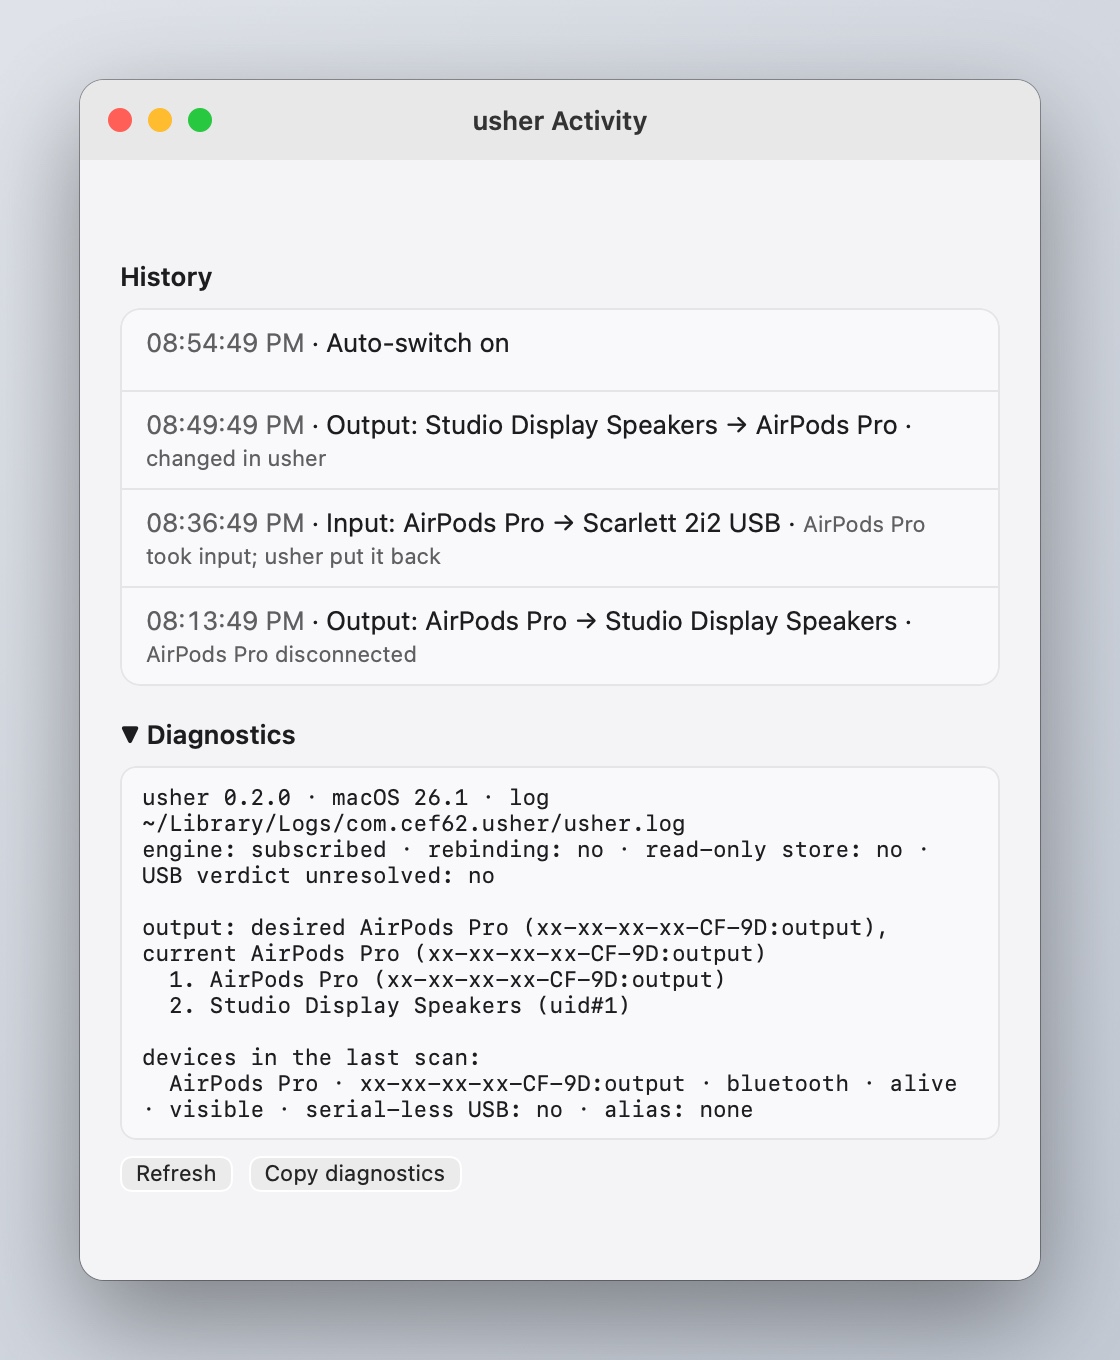 usher Activity
History
08:54:49 PM · Auto-switch on
08:49:49 PM · Output: Studio Display Speakers → AirPods Pro ·
changed in usher
08:36:49 PM · Input: AirPods Pro → Scarlett 2i2 USB · AirPods Pro
took input; usher put it back
08:13:49 PM · Output: AirPods Pro → Studio Display Speakers ·
AirPods Pro disconnected
▼ Diagnostics
usher 0.2.0 · macOS 26.1 · log
~/Library/Logs/com.cef62.usher/usher.log
engine: subscribed · rebinding: no · read-only store: no ·
USB verdict unresolved: no
output: desired AirPods Pro (xx-xx-xx-xx-CF-9D:output),
current AirPods Pro (xx-xx-xx-xx-CF-9D:output)
1. AirPods Pro (xx-xx-xx-xx-CF-9D:output)
2. Studio Display Speakers (uid#1)
devices in the last scan:
AirPods Pro · xx-xx-xx-xx-CF-9D:output · bluetooth · alive
· visible · serial-less USB: no · alias: none
Refresh
Copy diagnostics